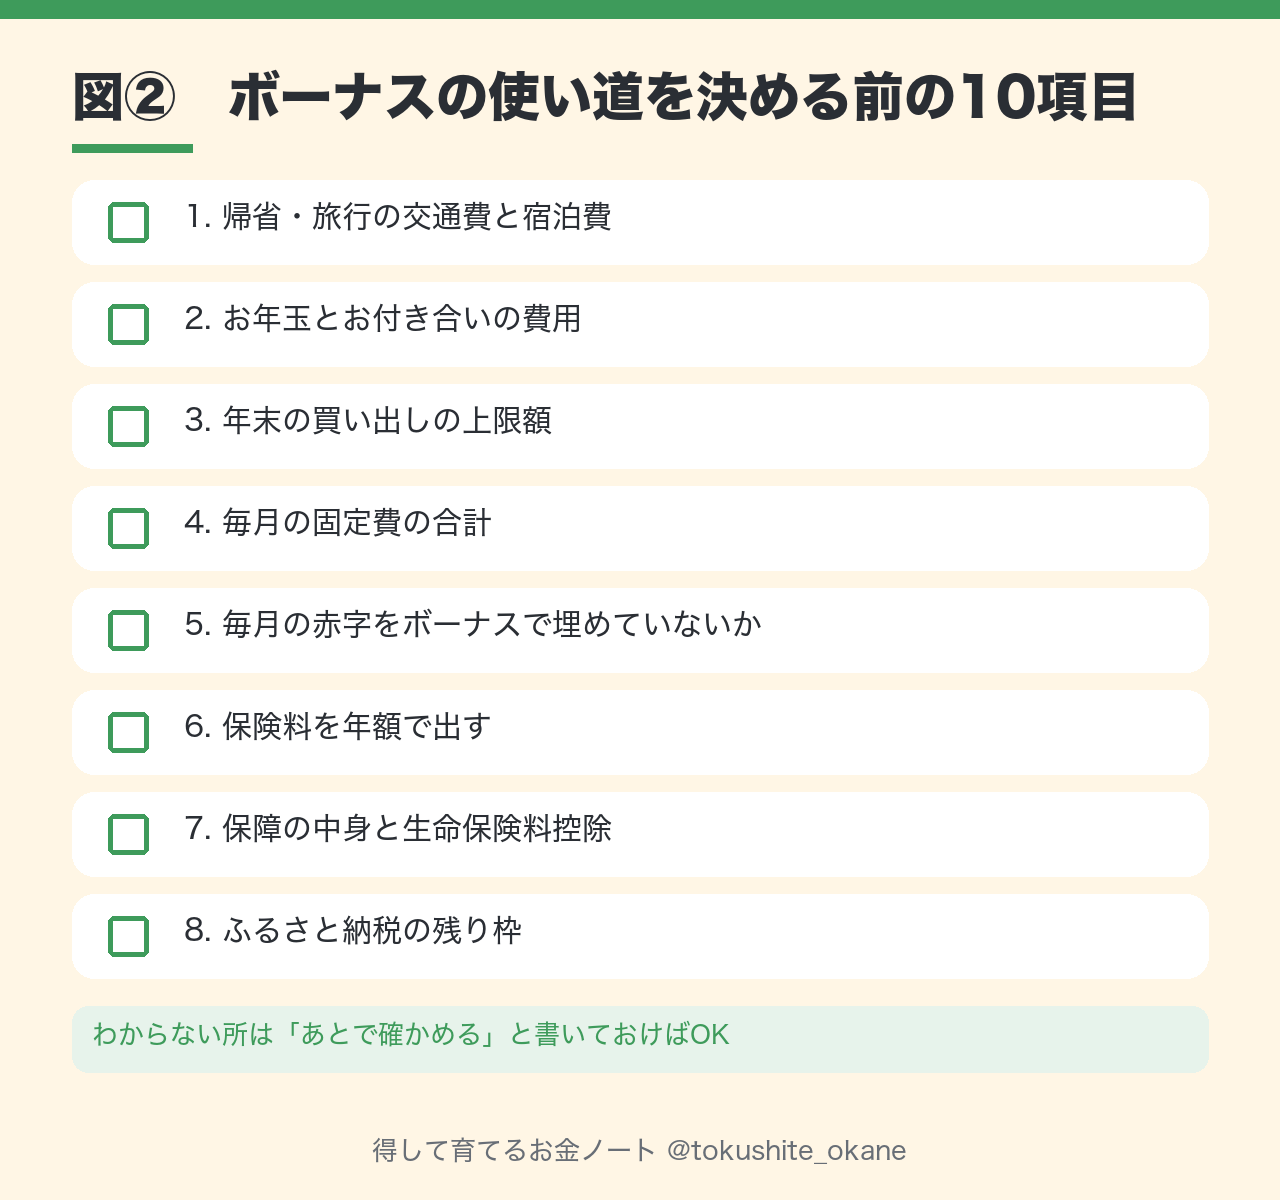 図②　ボーナスの使い道を決める前の10項目
1. 帰省・旅行の交通費と宿泊費
2. お年玉とお付き合いの費用
3. 年末の買い出しの上限額
4. 毎月の固定費の合計
5. 毎月の赤字をボーナスで埋めていないか
6. 保険料を年額で出す
7. 保障の中身と生命保険料控除
8. ふるさと納税の残り枠
わからない所は「あとで確かめる」と書いておけばOK
得して育てるお金ノート @tokushite_okane